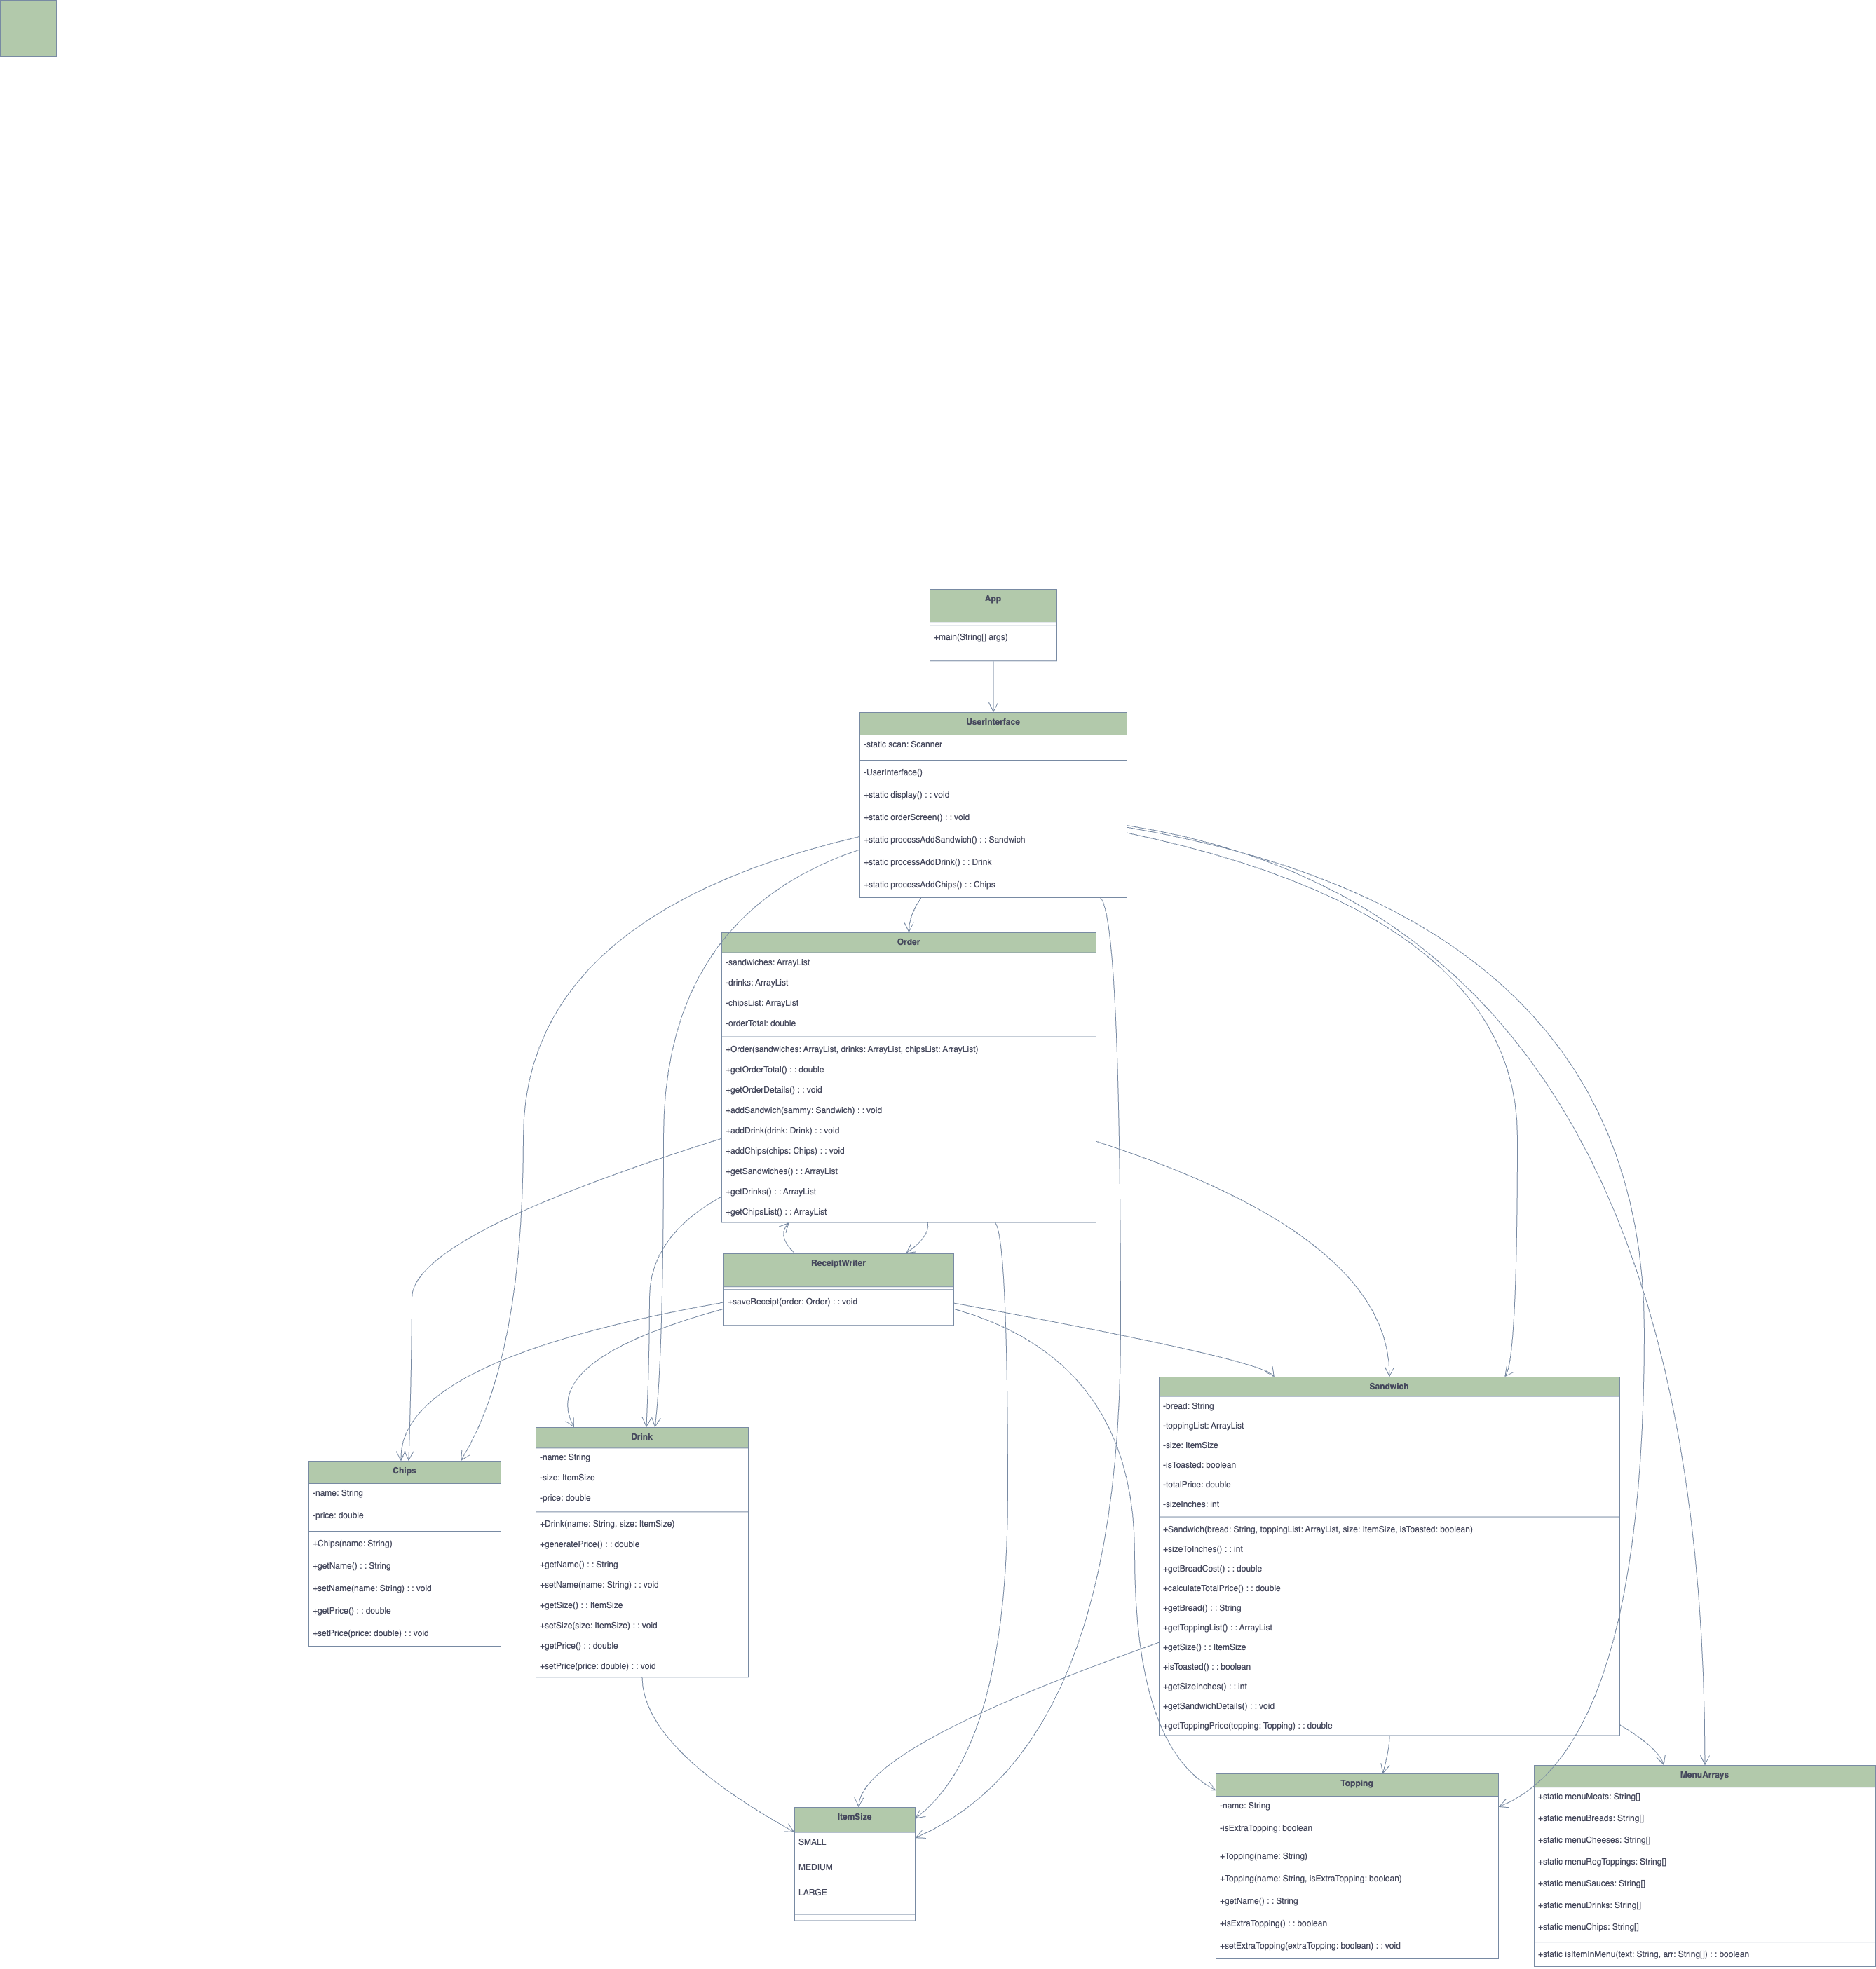 App
+main(String[] args)
UserInterface
-static scan: Scanner
-UserInterface()
+static display() : : void
+static orderScreen() : : void
+static processAddSandwich() : : Sandwich
+static processAddDrink() : : Drink
+static processAddChips() : : Chips
Order
-sandwiches: ArrayList
-drinks: ArrayList
-chipsList: ArrayList
-orderTotal: double
+Order(sandwiches: ArrayList, drinks: ArrayList, chipsList: ArrayList)
+getOrderTotal() : : double
+getOrderDetails() : : void
+addSandwich(sammy: Sandwich) : : void
+addDrink(drink: Drink) : : void
+addChips(chips: Chips) : : void
+getSandwiches() : : ArrayList
+getDrinks() : : ArrayList
+getChipsList() : : ArrayList
ReceiptWriter
+saveReceipt(order: Order) : : void
Chips
-name: String
-price: double
+Chips(name: String)
+getName() : : String
+setName(name: String) : : void
+getPrice() : : double
+setPrice(price: double) : : void
Drink
-name: String
-size: ItemSize
-price: double
+Drink(name: String, size: ItemSize)
+generatePrice() : : double
+getName() : : String
+setName(name: String) : : void
+getSize() : : ItemSize
+setSize(size: ItemSize) : : void
+getPrice() : : double
+setPrice(price: double) : : void
Sandwich
-bread: String
-toppingList: ArrayList
-size: ItemSize
-isToasted: boolean
-totalPrice: double
-sizeInches: int
+Sandwich(bread: String, toppingList: ArrayList, size: ItemSize, isToasted: boolean)
+sizeToInches() : : int
+getBreadCost() : : double
+calculateTotalPrice() : : double
+getBread() : : String
+getToppingList() : : ArrayList
+getSize() : : ItemSize
+isToasted() : : boolean
+getSizeInches() : : int
+getSandwichDetails() : : void
+getToppingPrice(topping: Topping) : : double
ItemSize
SMALL
MEDIUM
LARGE
Topping
-name: String
-isExtraTopping: boolean
+Topping(name: String)
+Topping(name: String, isExtraTopping: boolean)
+getName() : : String
+isExtraTopping() : : boolean
+setExtraTopping(extraTopping: boolean) : : void
MenuArrays
+static menuMeats: String[]
+static menuBreads: String[]
+static menuCheeses: String[]
+static menuRegToppings: String[]
+static menuSauces: String[]
+static menuDrinks: String[]
+static menuChips: String[]
+static isItemInMenu(text: String, arr: String[]) : : boolean